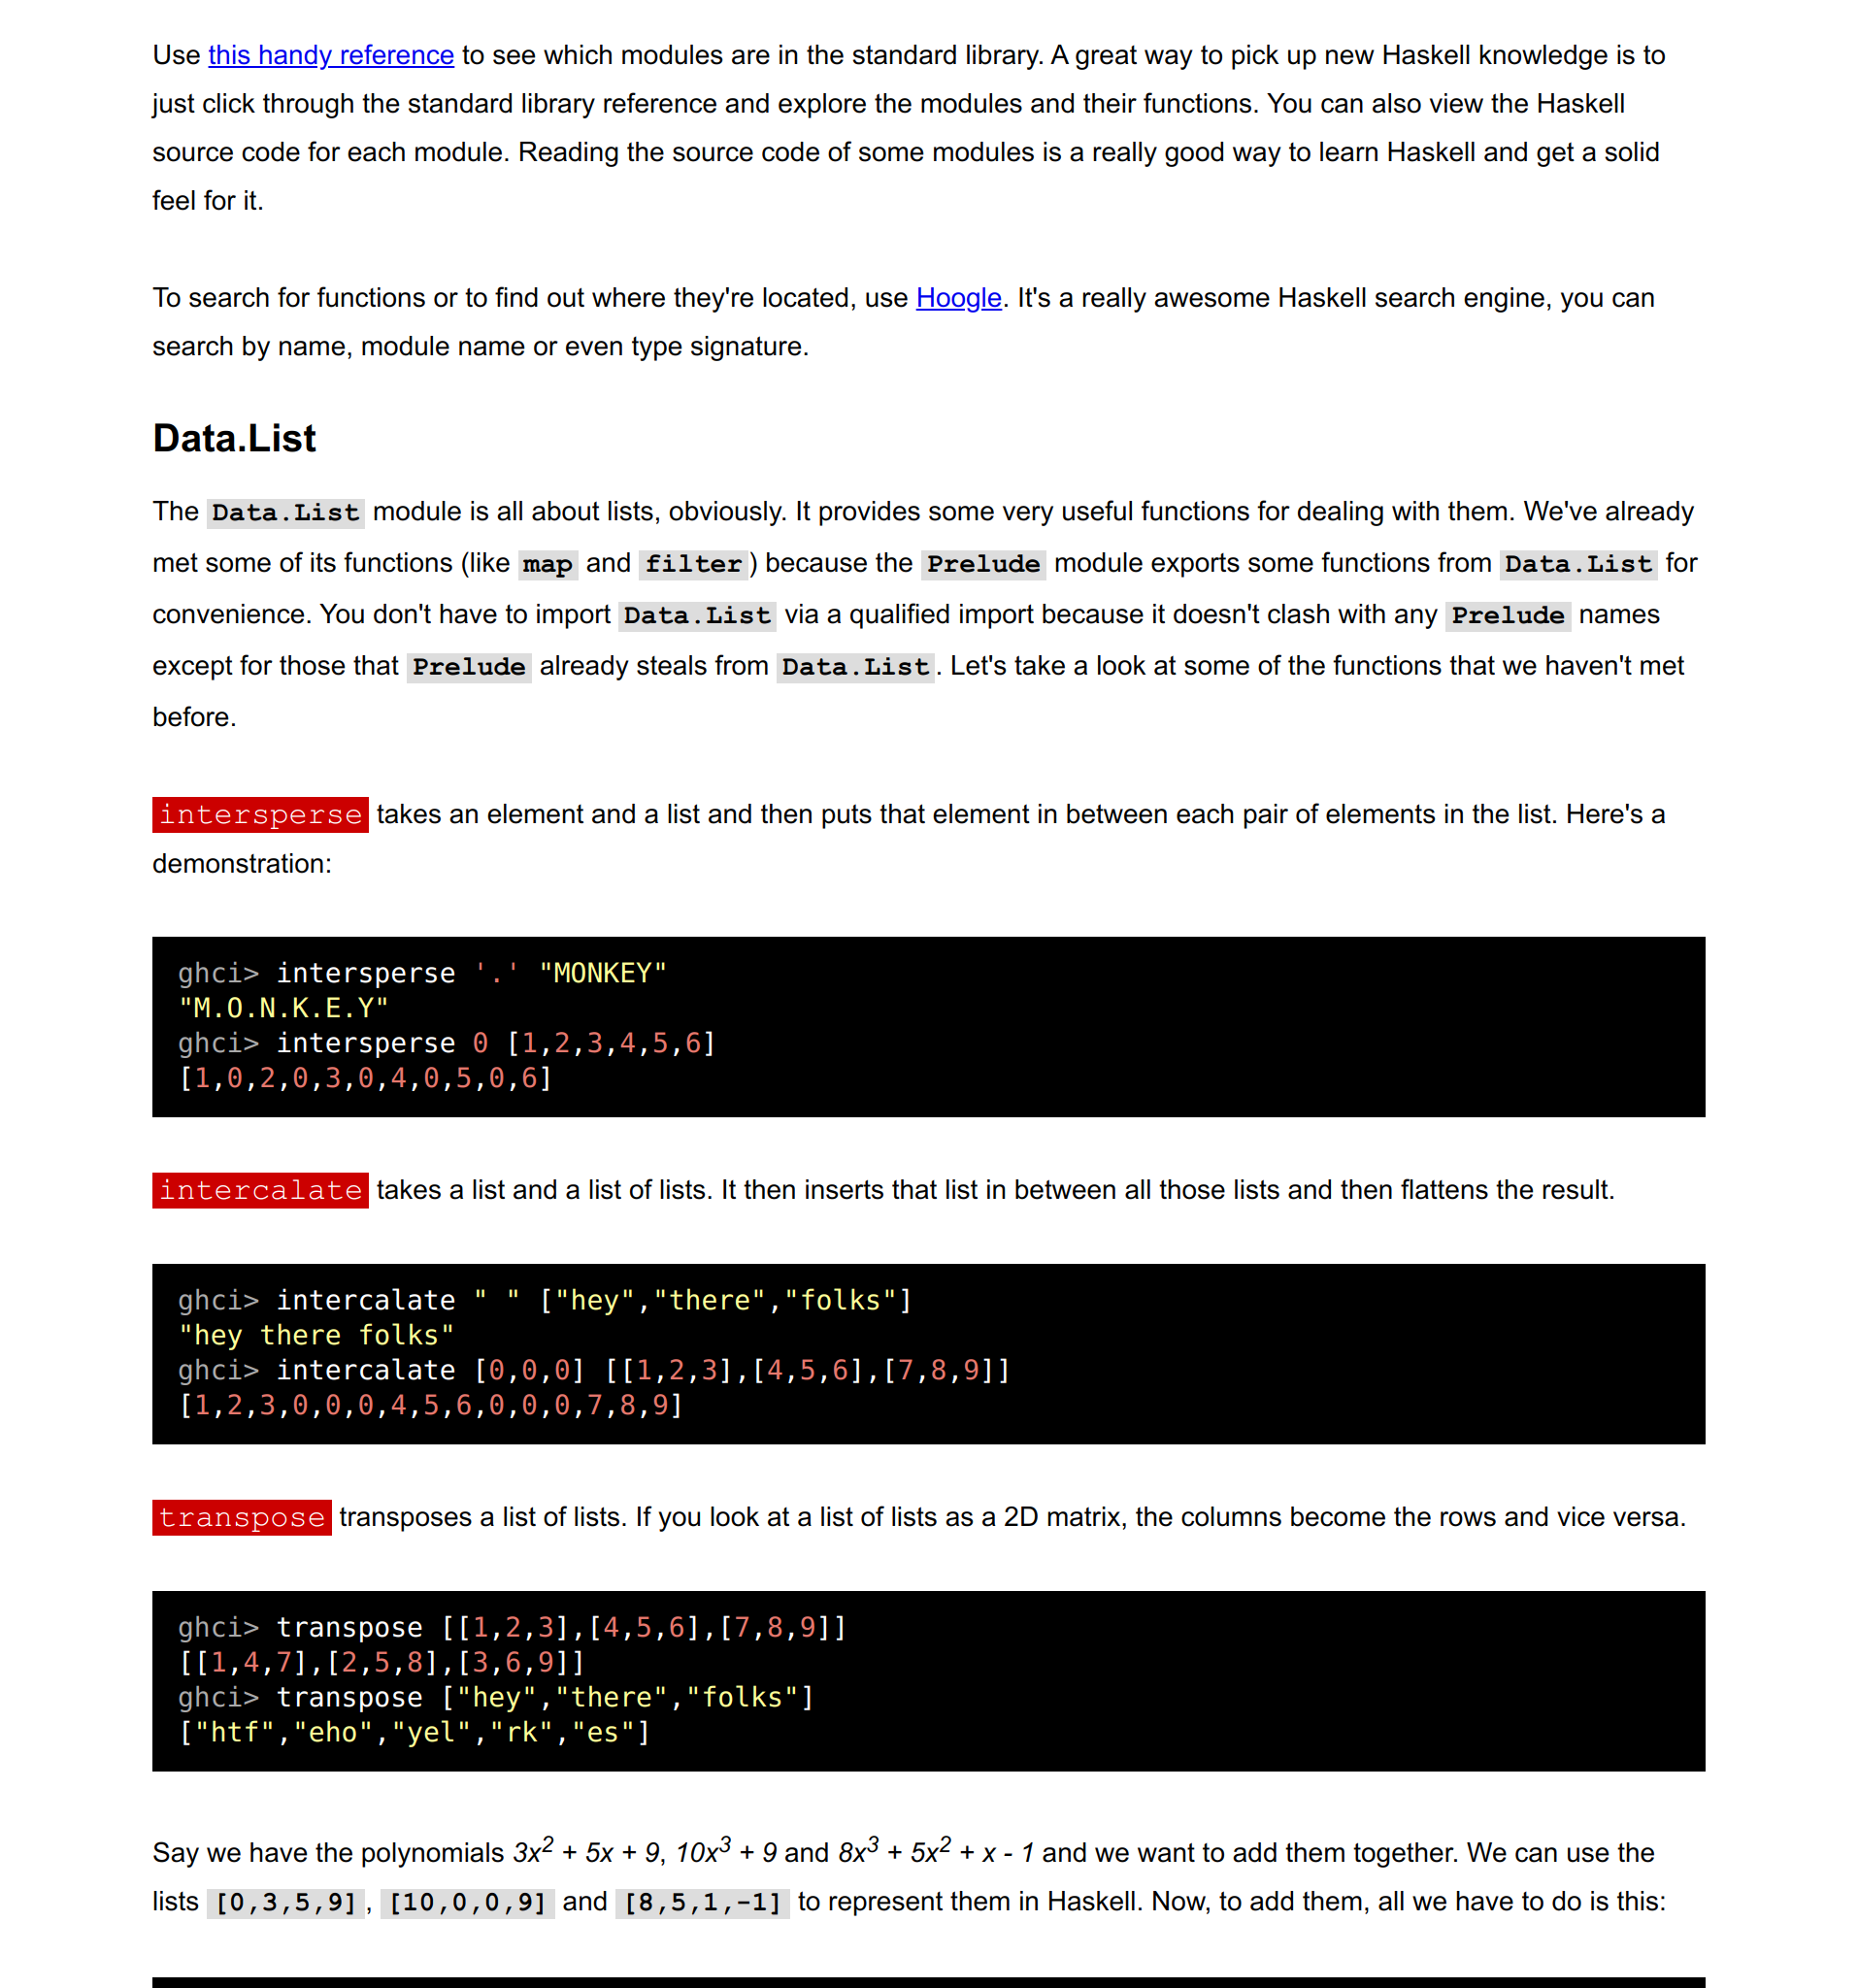 Use this handy reference to see which modules are in the standard library. A great way to pick up new Haskell knowledge is to
just click through the standard library reference and explore the modules and their functions. You can also view the Haskell
source code for each module. Reading the source code of some modules is a really good way to learn Haskell and get a solid
feel for it.
To search for functions or to find out where they're located, use Hoogle. It's a really awesome Haskell search engine, you can
search by name, module name or even type signature.
Data.List
The Data.List module is all about lists, obviously. It provides some very useful functions for dealing with them. We've already
met some of its functions (like map and filter) because the Prelude module exports some functions from Data.List for
convenience. You don't have to import Data.List via a qualified import because it doesn't clash with any Prelude names
except for those that Prelude already steals from Data.List. Let's take a look at some of the functions that we haven't met
before.
intersperse takes an element and a list and then puts that element in between each pair of elements in the list. Here's a
demonstration:
ghci> intersperse '.' "MONKEY"
"M.O.N.K.E.Y"
ghci> intersperse 0 [1,2,3,4,5,6]
[1,0,2,0,3,0,4,0,5,0,6]
intercalate takes a list and a list of lists. It then inserts that list in between all those lists and then flattens the result.
ghci> intercalate " " ["hey","there","folks"]
"hey there folks"
ghci> intercalate [0,0,0] [[1,2,3],[4,5,6],[7,8,9]]
[1,2,3,0,0,0,4,5,6,0,0,0,7,8,9]
transpose transposes a list of lists. If you look at a list of lists as a 2D matrix, the columns become the rows and vice versa.
ghci> transpose [[1,2,3],[4,5,6],[7,8,9]]
[[1,4,7],[2,5,8],[3,6,9]]
ghci> transpose ["hey","there","folks"]
["htf","eho","yel","rk","es"]
Say we have the polynomials 3x² + 5x + 9, 10x³ + 9 and 8x³ + 5x² + x - 1 and we want to add them together. We can use the
lists [0,3,5,9], [10,0,0,9] and [8,5,1,-1] to represent them in Haskell. Now, to add them, all we have to do is this: